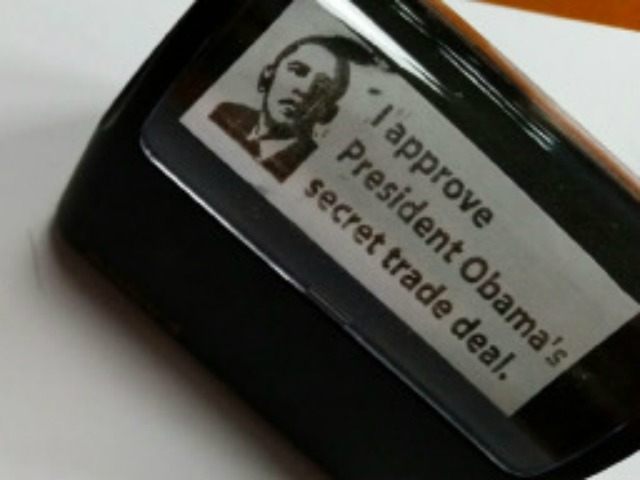 I approve
President Obama's
secret trade deal.